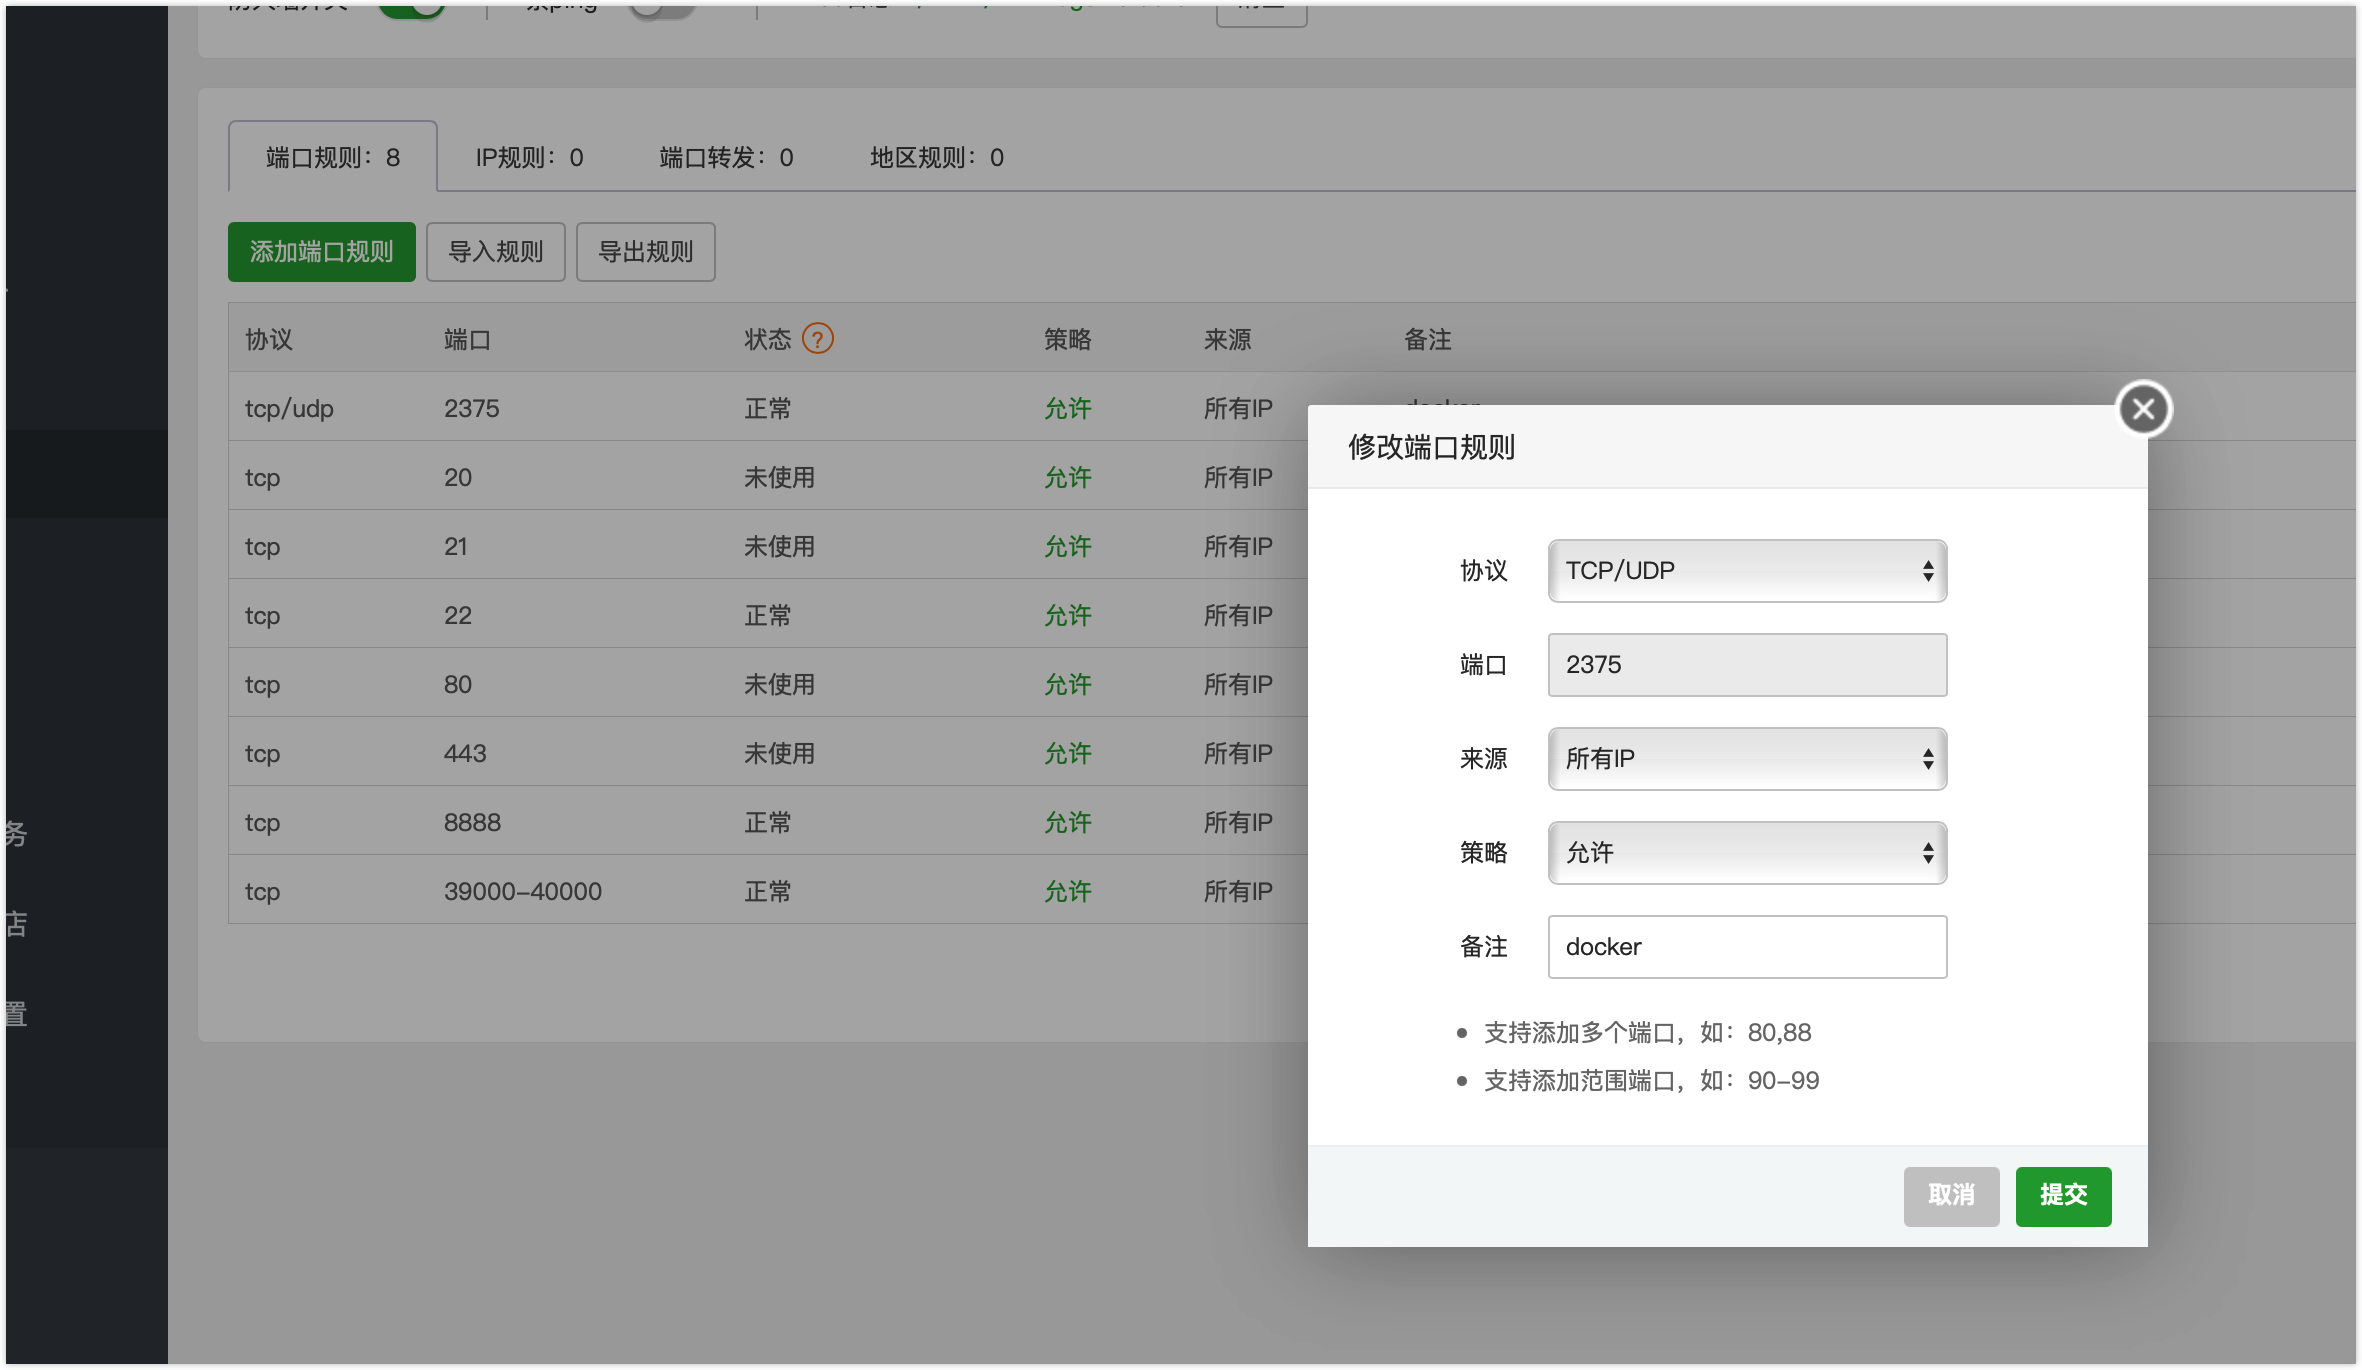 端口规则：8 IP规则：0 端口转发：0 地区规则：0
添加端口规则 导入规则 导出规则
协议 端口 状态 ? 策略 来源 备注
tcp/udp 2375 正常 允许 所有IP
tcp 20 未使用 允许 所有IP
tcp 21 未使用 允许 所有IP
tcp 22 正常 允许 所有IP
tcp 80 未使用 允许 所有IP
tcp 443 未使用 允许 所有IP
tcp 8888 正常 允许 所有IP
tcp 39000-40000 正常 允许 所有IP
务
店
置
修改端口规则
协议 TCP/UDP
端口 2375
来源 所有IP
策略 允许
备注 docker
支持添加多个端口，如：80,88
支持添加范围端口，如：90-99
取消 提交